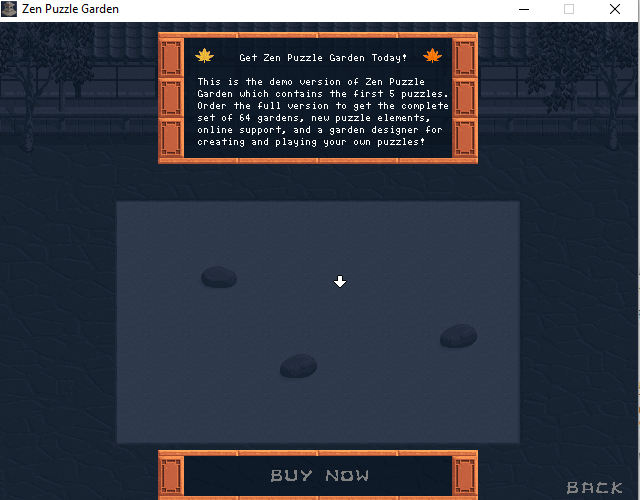 Zen Puzzle Garden
Get Zen Puzzle Garden Today!
This is the demo version of Zen Puzzle
Garden which contains the first 5 puzzles.
Order the full version to get the complete
set of 64 gardens, new puzzle elements,
online support, and a garden designer for
creating and playing your own puzzles!
BUY NOW
BACK